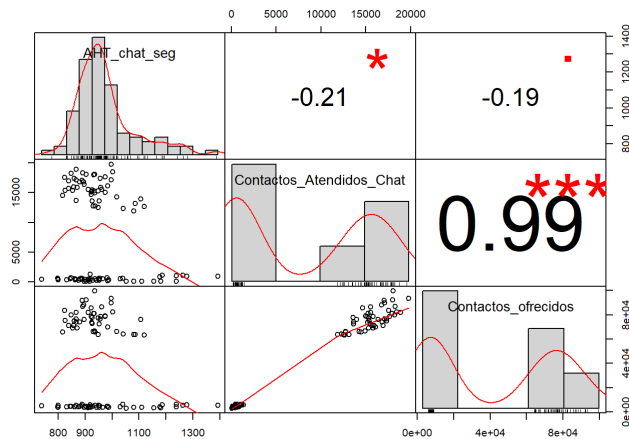 0 5000 10000 15000 20000
AHT_chat_seg
-0.21
*
-0.19
.
800 1000 1200 1400
0 5000 15000
Contactos_Atendidos_Chat
0.99
***
Contactos_ofrecidos
0e+00 4e+04 8e+04
800 900 1100 1300
0e+00 4e+04 8e+04